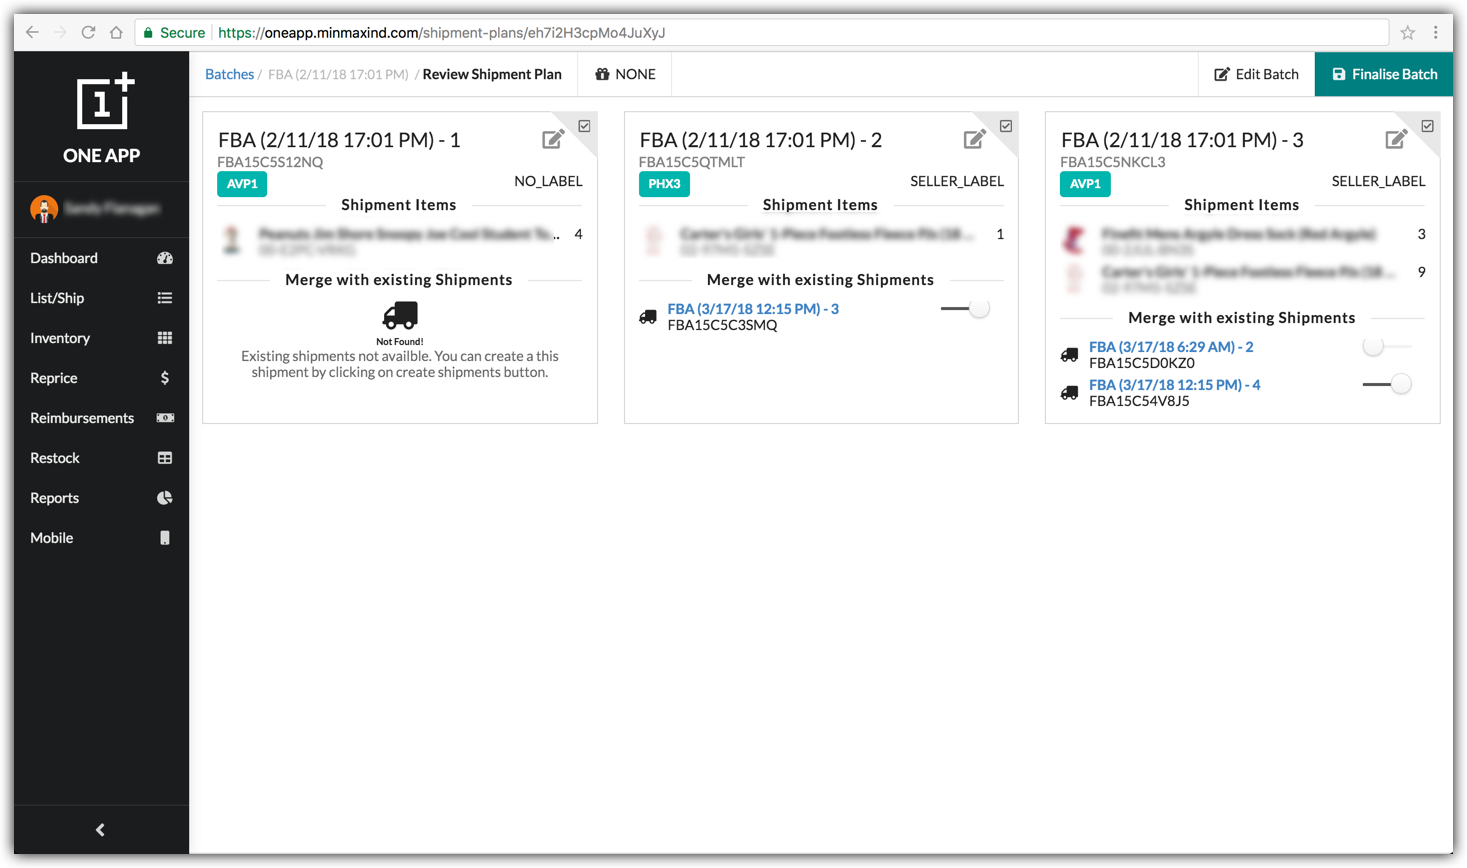 Secure
https://oneapp.minmaxind.com/shipment-plans/eh7i2H3cpMo4JuXyJ
1
ONE APP
Dashboard
List/Ship
Inventory
Reprice
$
Reimbursements
Restock
Reports
Mobile
Batches / FBA (2/11/18 17:01 PM) / Review Shipment Plan
NONE
Edit Batch
Finalise Batch
FBA (2/11/18 17:01 PM) - 1
FBA15C5S12NQ
AVP1
NO_LABEL
Shipment Items
4
Merge with existing Shipments
Not Found!
Existing shipments not availble. You can create a this
shipment by clicking on create shipments button.
FBA (2/11/18 17:01 PM) - 2
FBA15C5QTMLT
PHX3
SELLER_LABEL
Shipment Items
1
Merge with existing Shipments
FBA (3/17/18 12:15 PM) - 3
FBA15C5C3SMQ
FBA (2/11/18 17:01 PM) - 3
FBA15C5NKCL3
AVP1
SELLER_LABEL
Shipment Items
3
9
Merge with existing Shipments
FBA (3/17/18 6:29 AM) - 2
FBA15C5D0KZ0
FBA (3/17/18 12:15 PM) - 4
FBA15C54V8J5